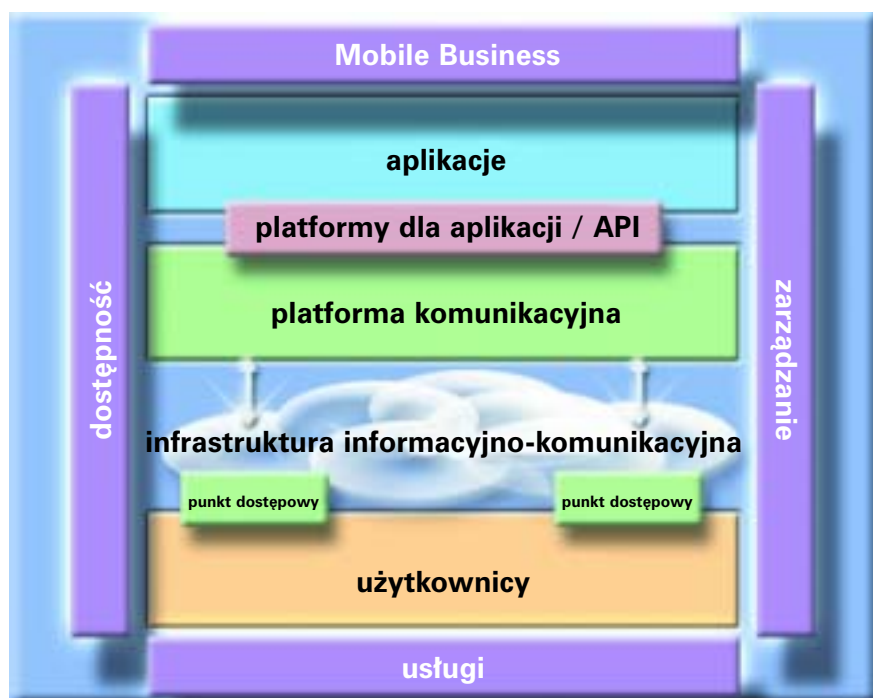 Mobile Business
aplikacje
platformy dla aplikacji / API
platforma komunikacyjna
dostępność
zarządzanie
infrastruktura informacyjno-komunikacyjna
punkt dostępowy
punkt dostępowy
użytkownicy
usługi